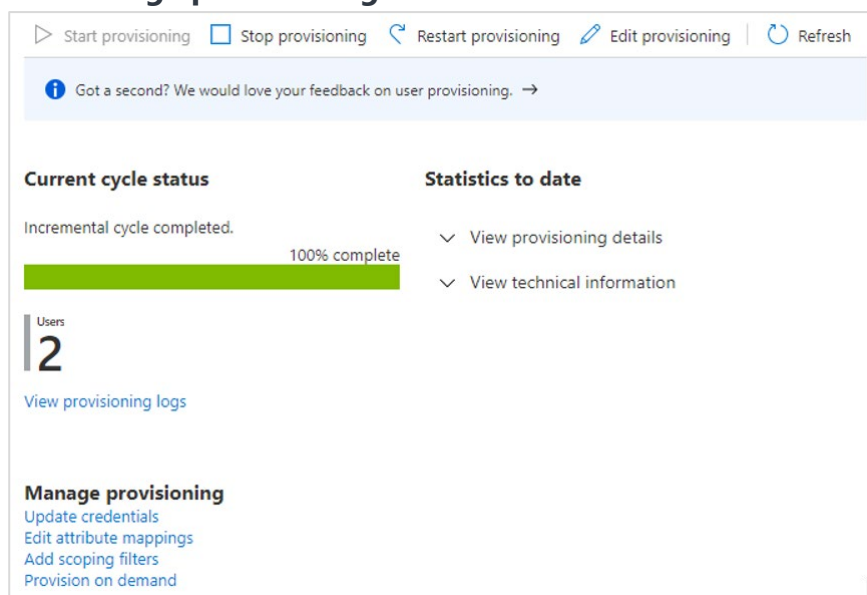 Start provisioning Stop provisioning Restart provisioning Edit provisioning Refresh
Got a second? We would love your feedback on user provisioning. →
Current cycle status
Statistics to date
Incremental cycle completed.
100% complete
View provisioning details
View technical information
Users
2
View provisioning logs
Manage provisioning
Update credentials
Edit attribute mappings
Add scoping filters
Provision on demand